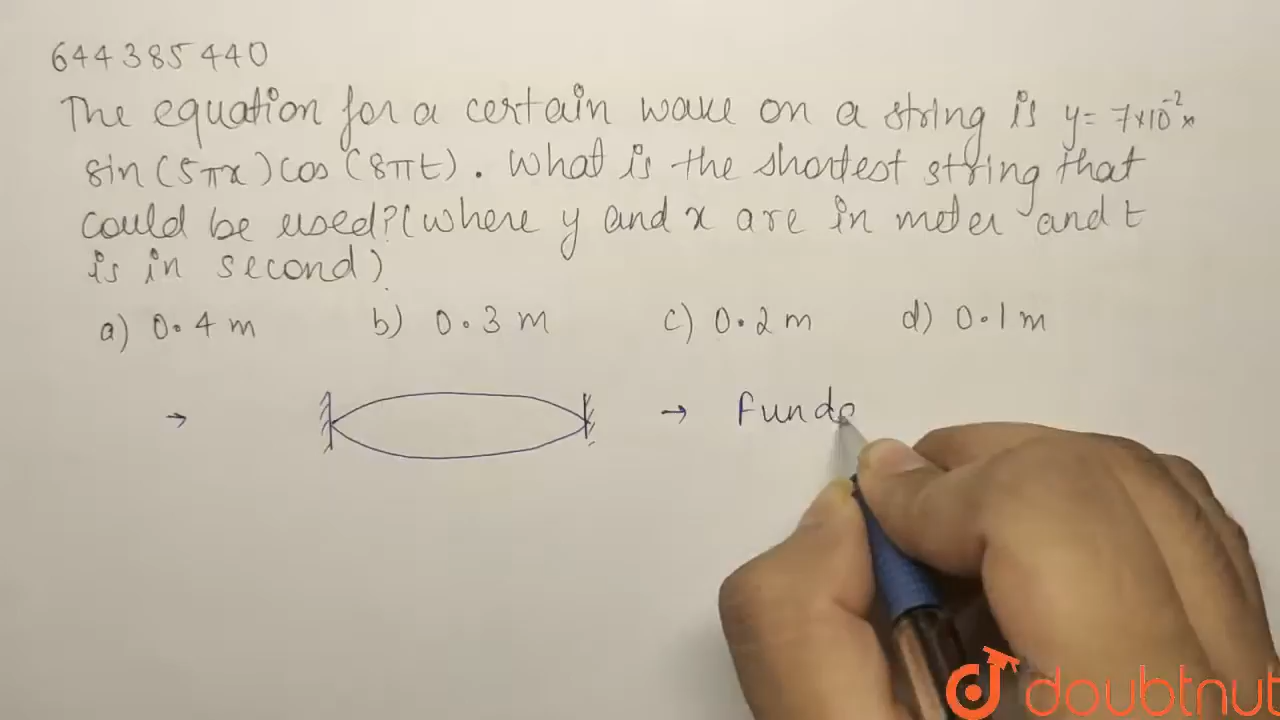 644385440
The equation for a certain wave on a string is y= 7×10⁻² ×
sin (5πx) cos (8πt). What is the shortest string that
could be used? (where y and x are in meter and t
is in second)
a) 0.4 m b) 0.3 m c) 0.2 m d) 0.1 m
→ → Funda
doubtnut